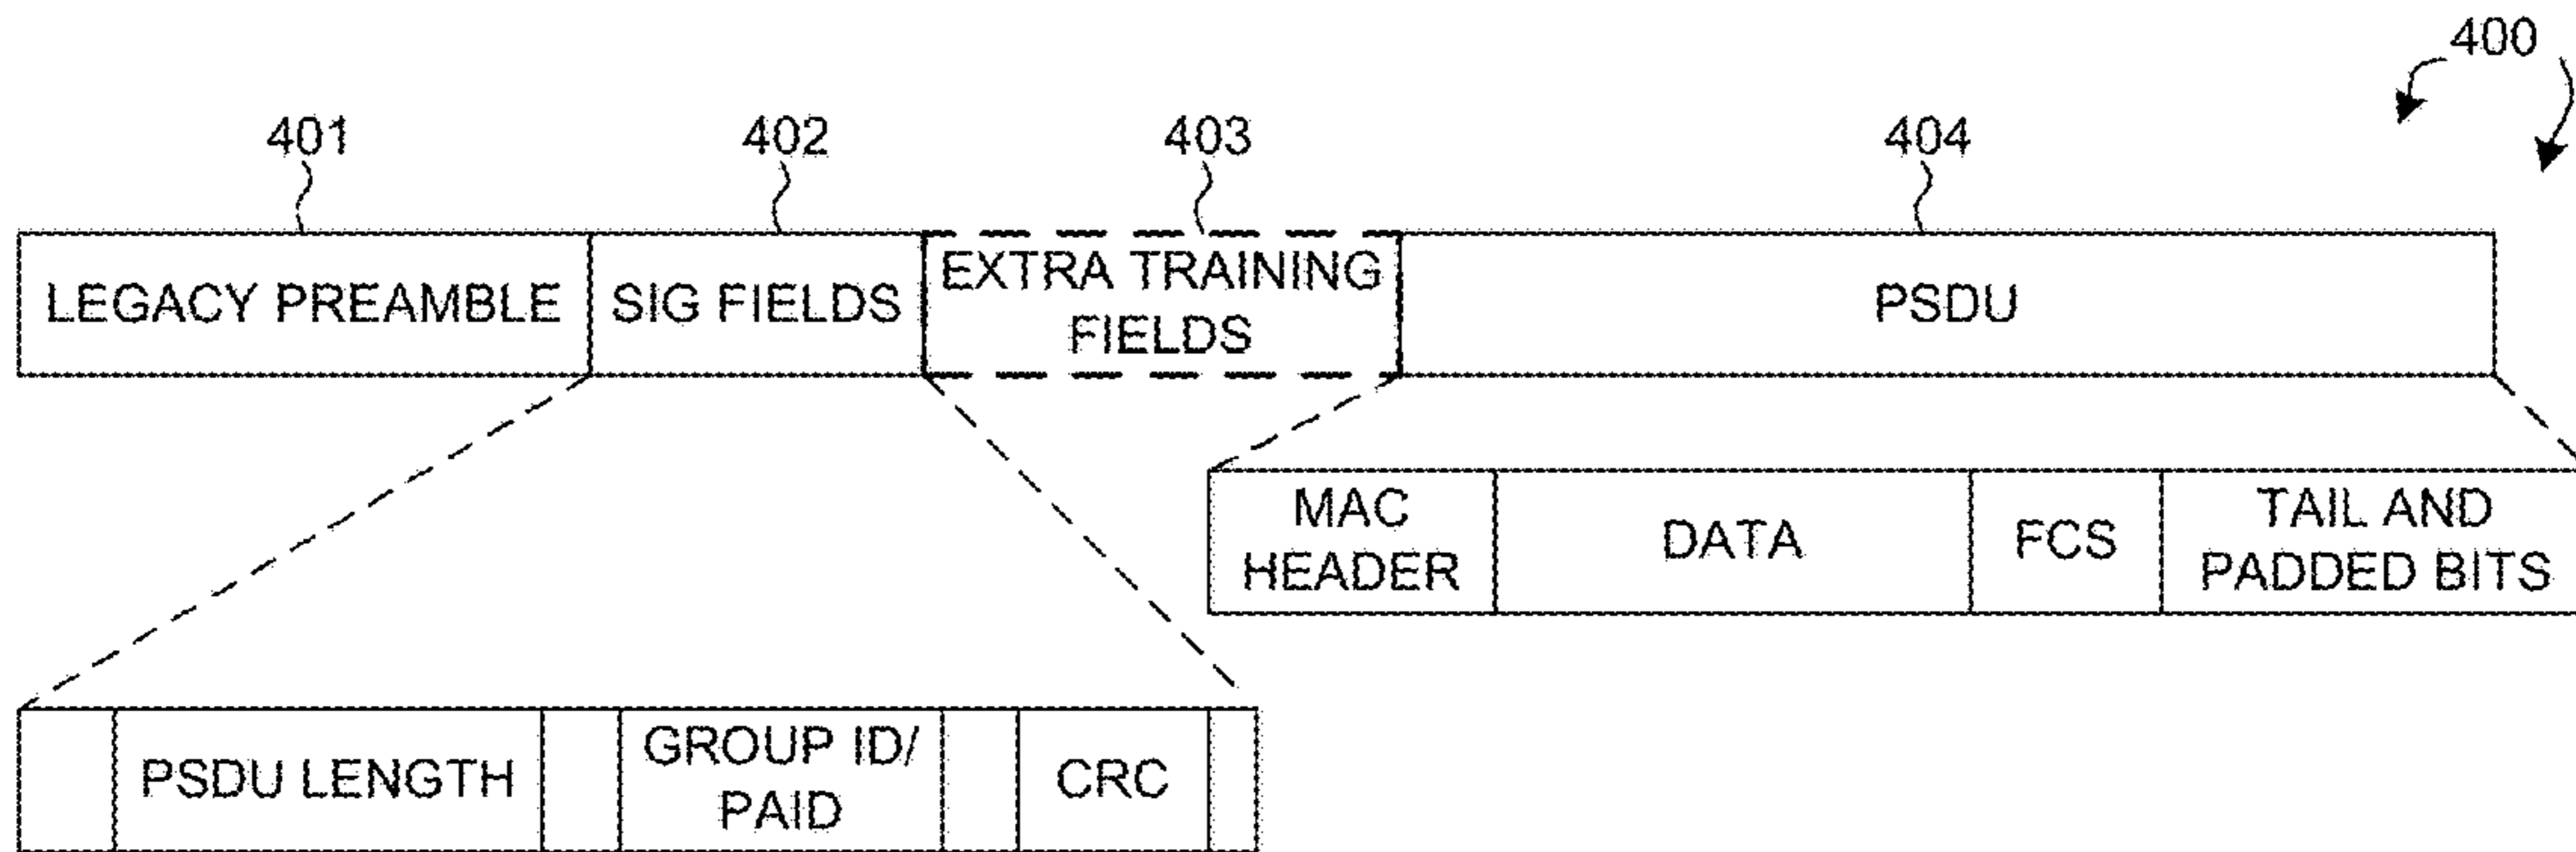 400
401
402
403
404
LEGACY PREAMBLE
SIG FIELDS
EXTRA TRAINING
FIELDS
PSDU
MAC
HEADER
DATA
FCS
TAIL AND
PADDED BITS
PSDU LENGTH
GROUP ID/
PAID
CRC